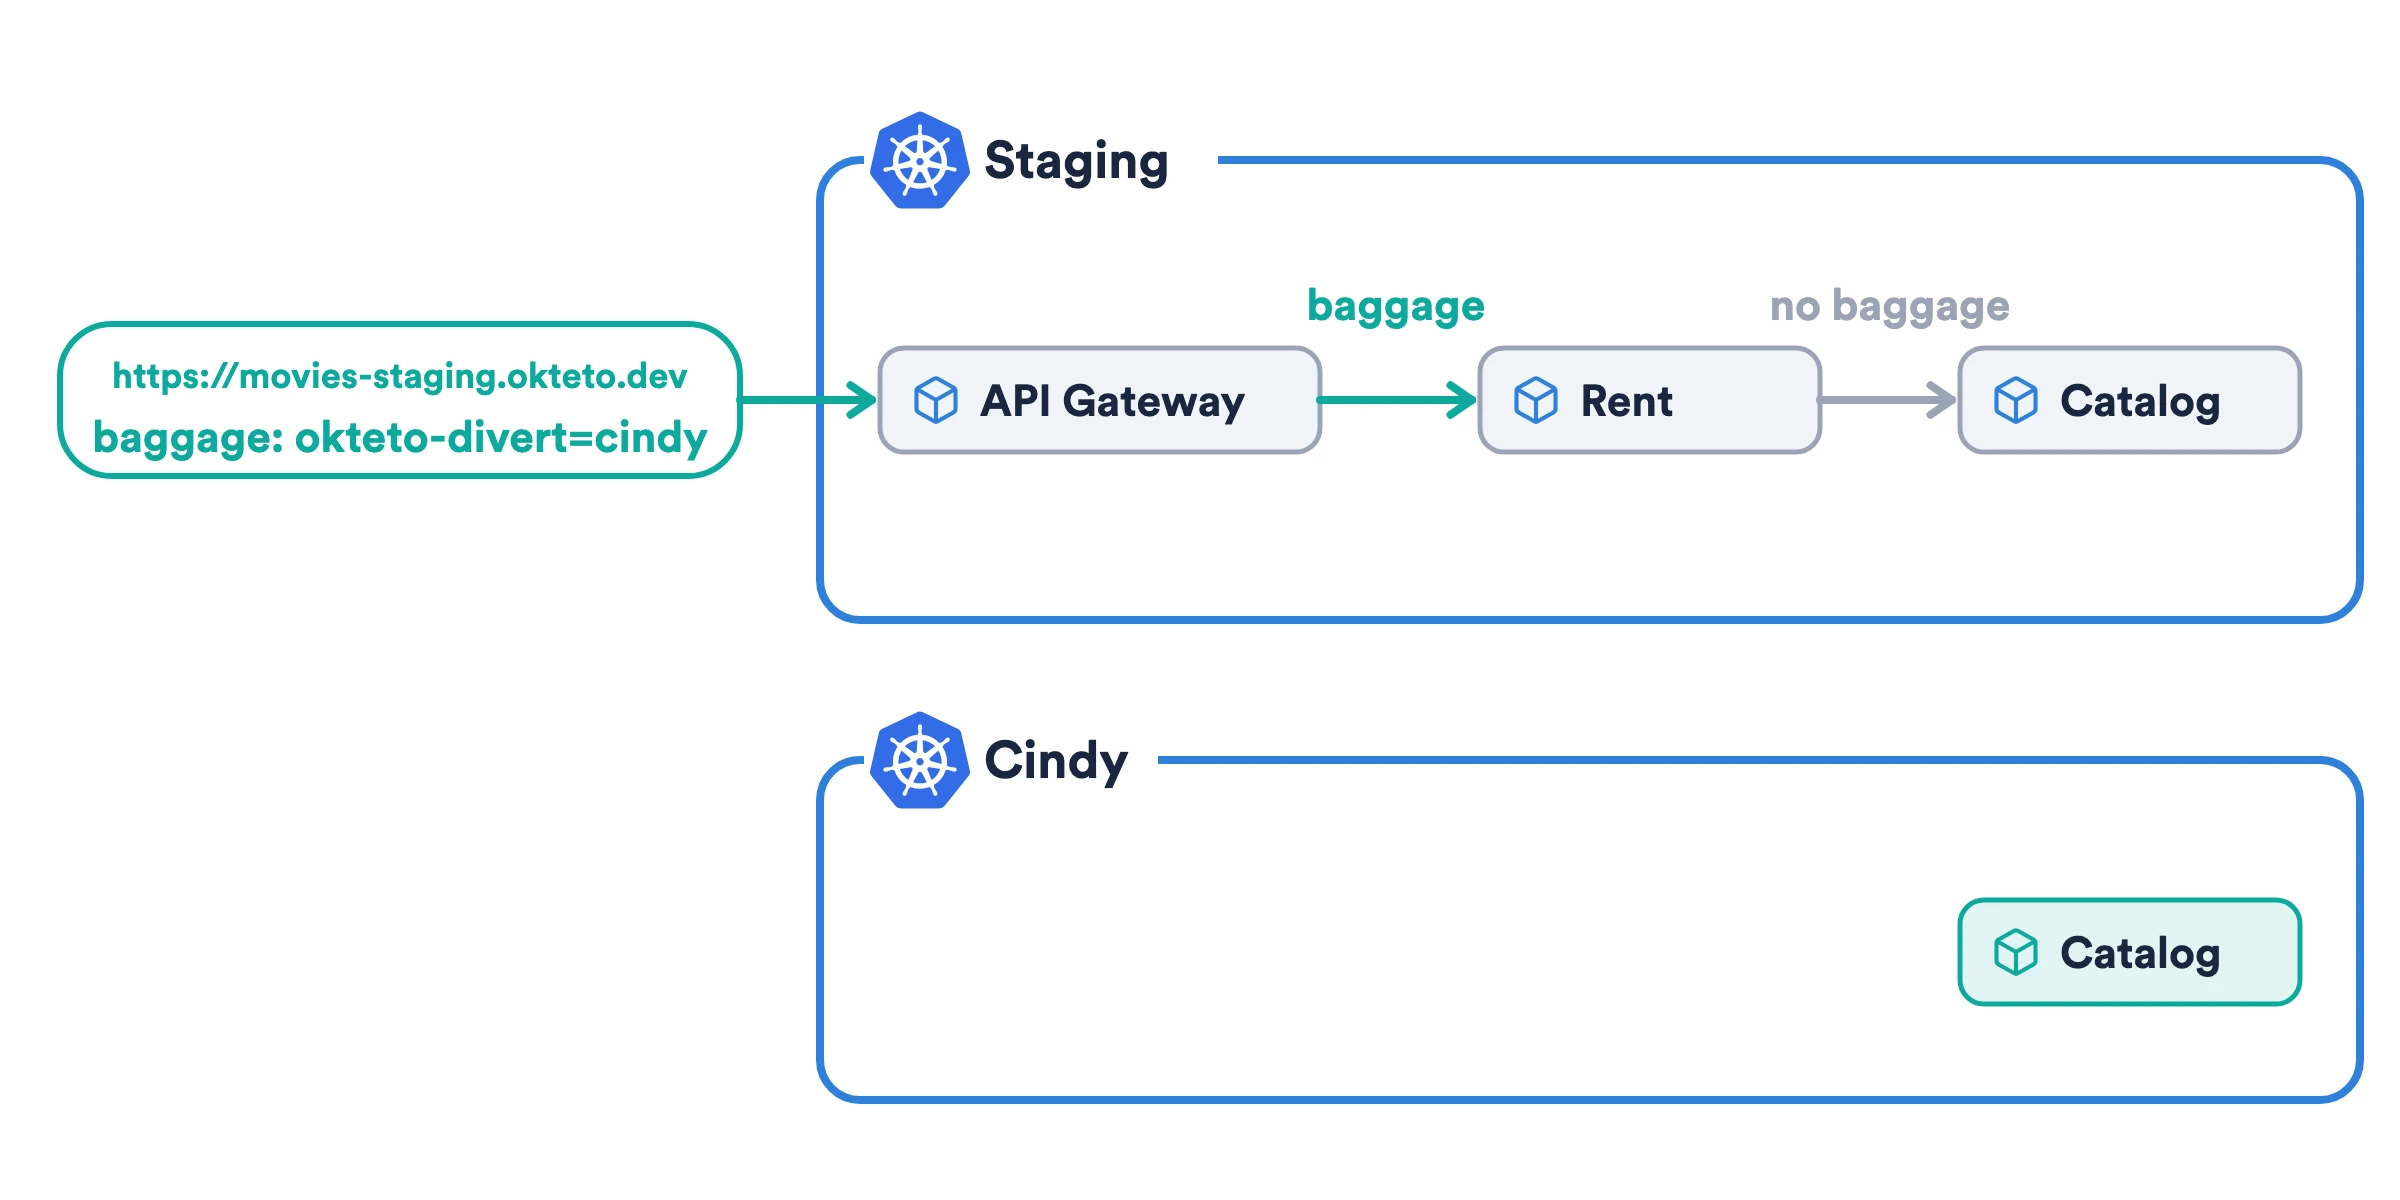 Staging
baggage
no baggage
https://movies-staging.okteto.dev
baggage: okteto-divert=cindy
API Gateway
Rent
Catalog
Cindy
Catalog